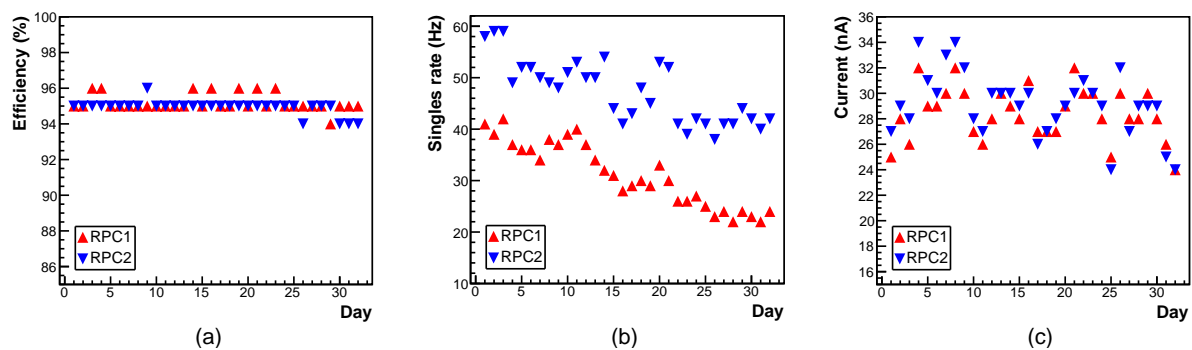 Efficiency (%)
100
98
96
94
92
90
88
86
RPC1
RPC2
0 5 10 15 20 25 30
Day
(a)
Singles rate (Hz)
60
50
40
30
20
10
RPC1
RPC2
0 5 10 15 20 25 30
Day
(b)
Current (nA)
36
34
32
30
28
26
24
22
20
18
16
RPC1
RPC2
0 5 10 15 20 25 30
Day
(c)